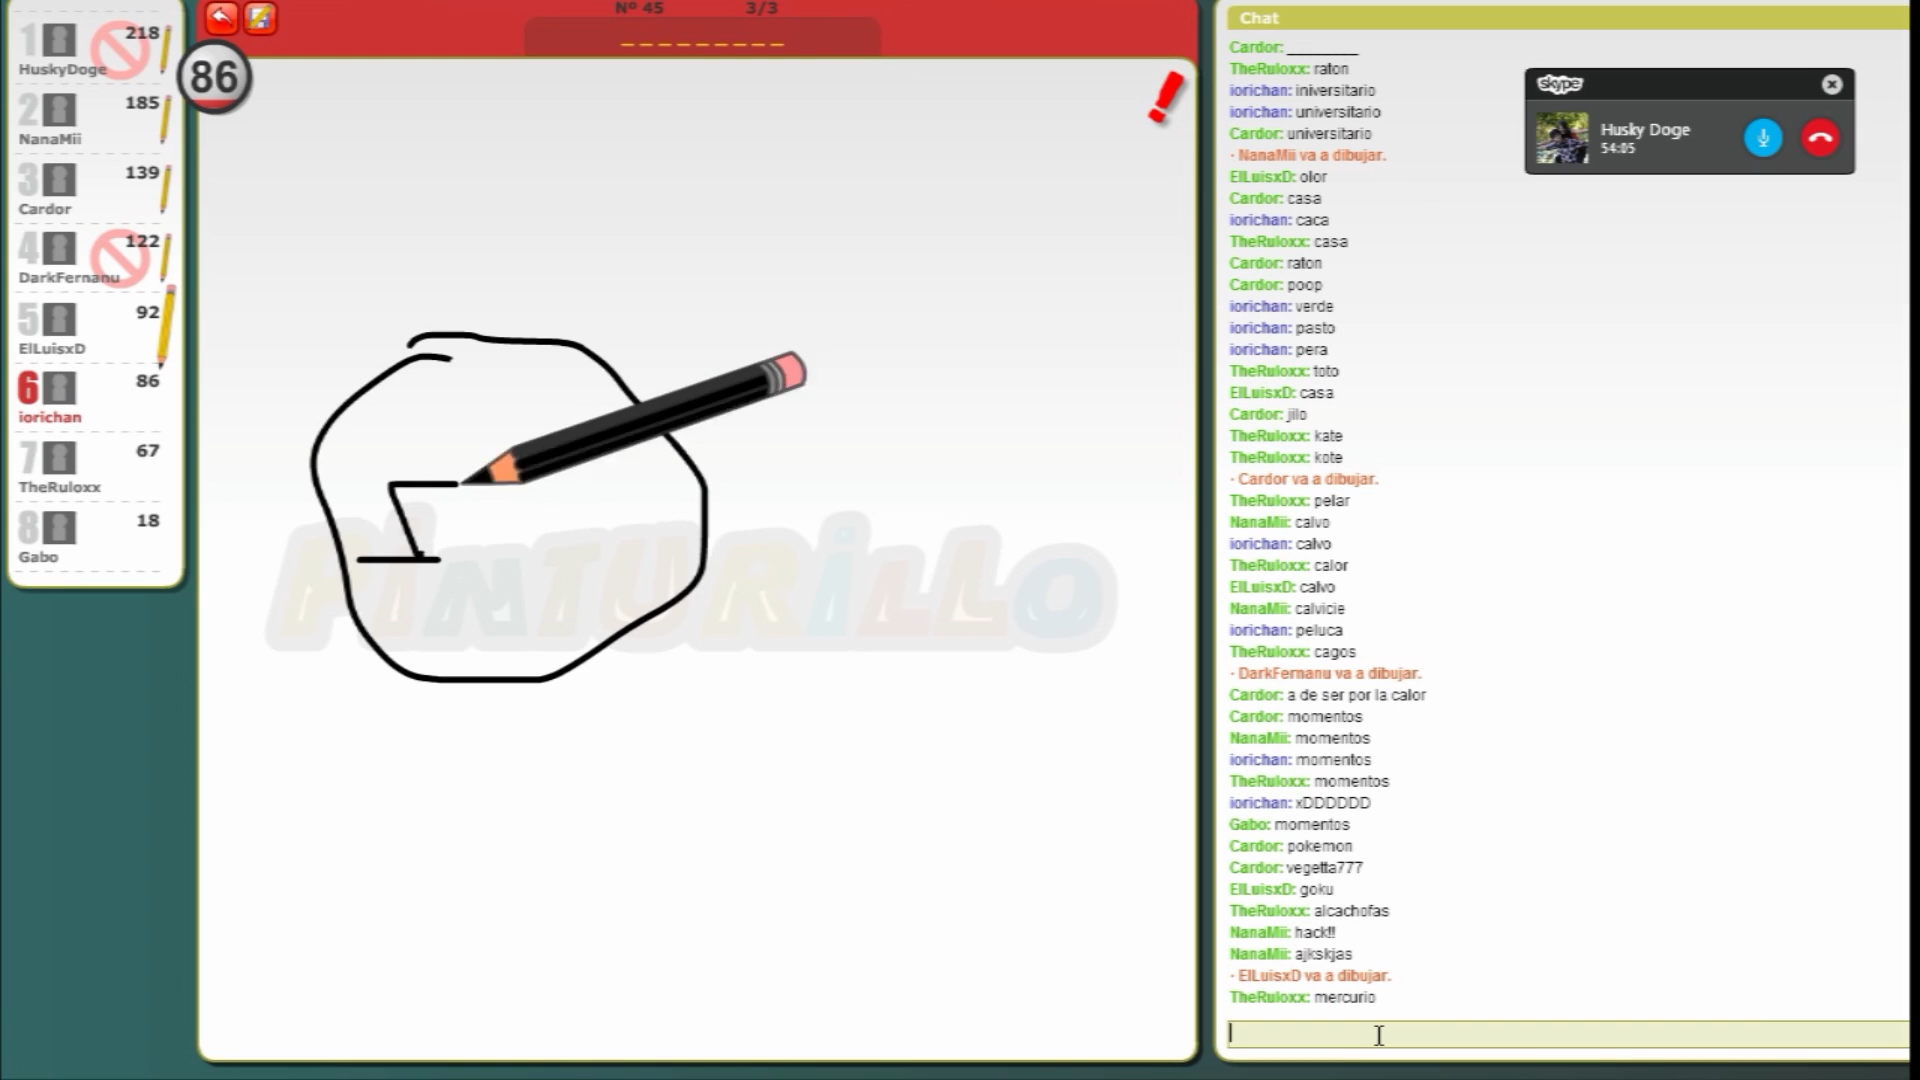 1 218
HuskyDoge
2 185
NanaMii
3 139
Cardor
4 122
DarkFernanu
5 92
ElLuisxD
6 86
iorichan
7 67
TheRuloxx
8 18
Gabo
86
Nº 45 3/3
_ _ _ _ _ _ _ _ _
PINTURILLO
Chat
Cardor: _________
TheRuloxx: raton
iorichan: iniversitario
iorichan: universitario
Cardor: universitario
· NanaMii va a dibujar.
ElLuisxD: olor
Cardor: casa
iorichan: caca
TheRuloxx: casa
Cardor: raton
Cardor: poop
iorichan: verde
iorichan: pasto
iorichan: pera
TheRuloxx: toto
ElLuisxD: casa
Cardor: jilo
TheRuloxx: kate
TheRuloxx: kote
· Cardor va a dibujar.
TheRuloxx: pelar
NanaMii: calvo
iorichan: calvo
TheRuloxx: calor
ElLuisxD: calvo
NanaMii: calvicie
iorichan: peluca
TheRuloxx: cagos
· DarkFernanu va a dibujar.
Cardor: a de ser por la calor
Cardor: momentos
NanaMii: momentos
iorichan: momentos
TheRuloxx: momentos
iorichan: xDDDDDD
Gabo: momentos
Cardor: pokemon
Cardor: vegetta777
ElLuisxD: goku
TheRuloxx: alcachofas
NanaMii: hack!!
NanaMii: ajkskjas
· ElLuisxD va a dibujar.
TheRuloxx: mercurio
skype
Husky Doge
54:05